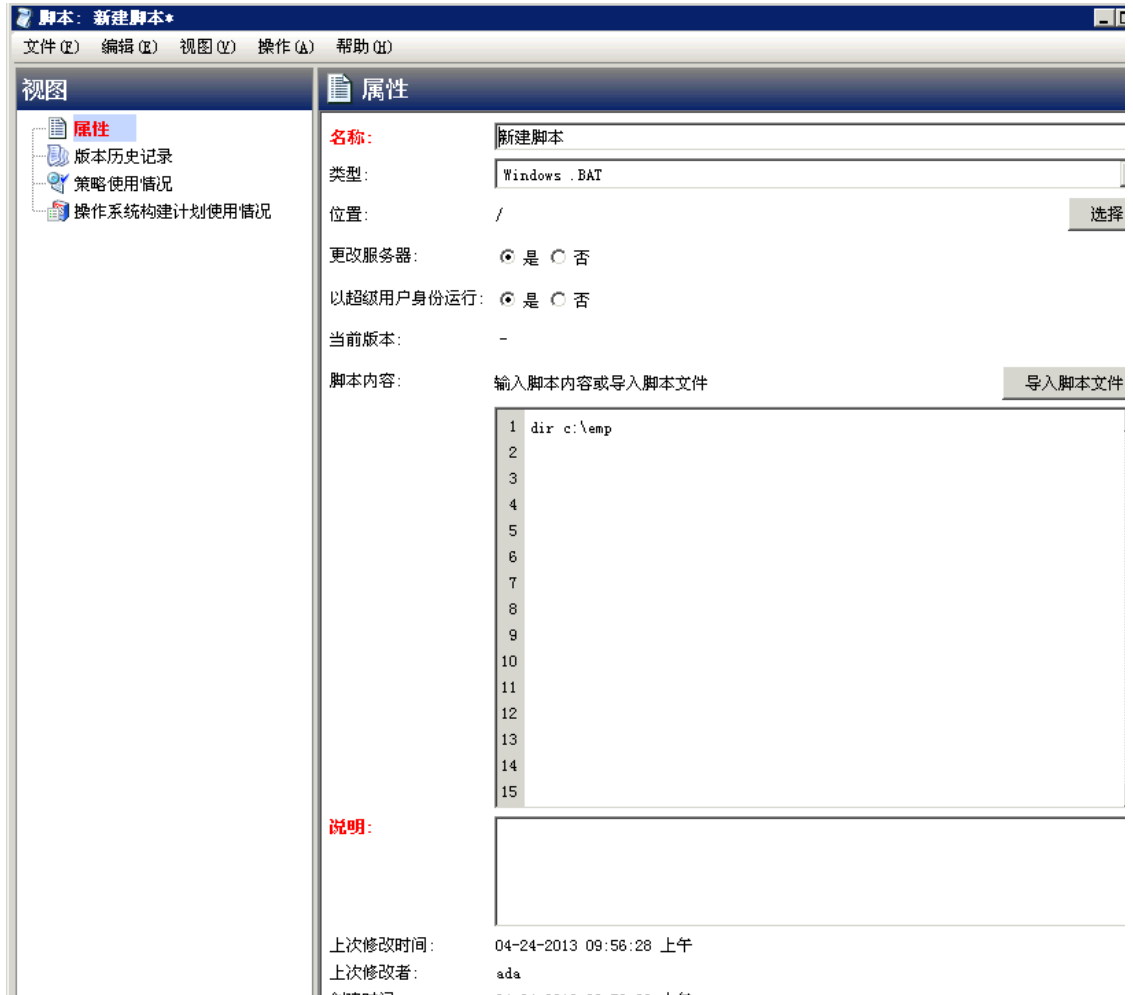 脚本: 新建脚本*
文件(F) 编辑(E) 视图(V) 操作(A) 帮助(H)
视图
属性
版本历史记录
策略使用情况
操作系统构建计划使用情况
属性
名称: 新建脚本
类型: Windows .BAT
位置: / 选择
更改服务器: 是 否
以超级用户身份运行: 是 否
当前版本: -
脚本内容: 输入脚本内容或导入脚本文件 导入脚本文件
1 dir c:\emp
2
3
4
5
6
7
8
9
10
11
12
13
14
15
说明:
上次修改时间: 04-24-2013 09:56:28 上午
上次修改者: ada